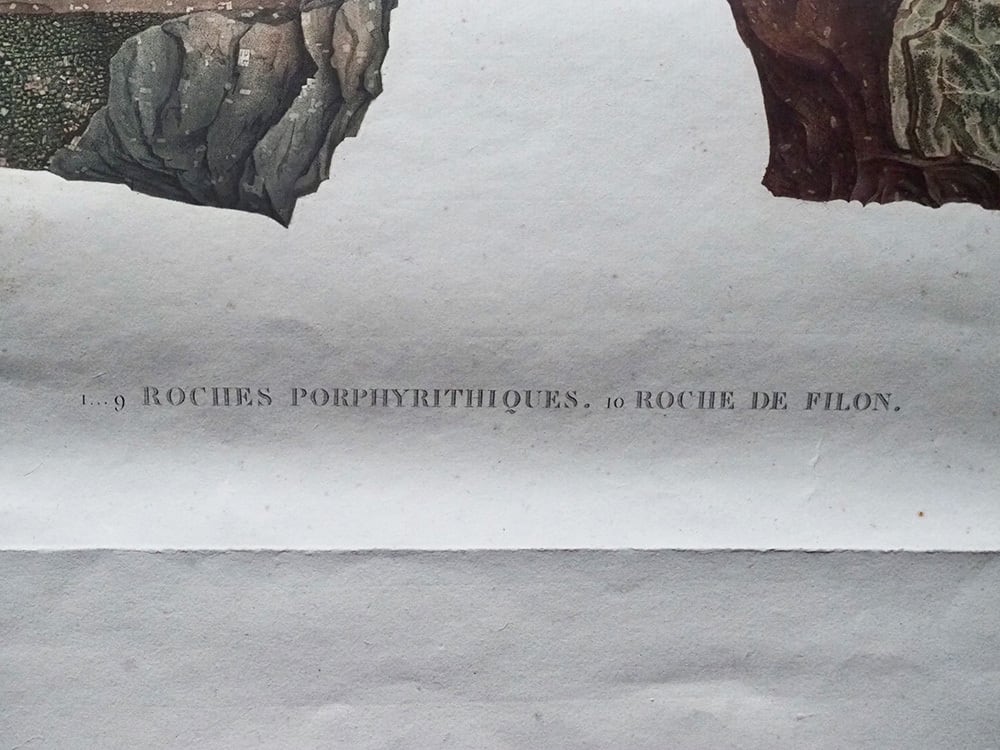 1...9 ROCHES PORPHYRITHIQUES. 10 ROCHE DE FILON.